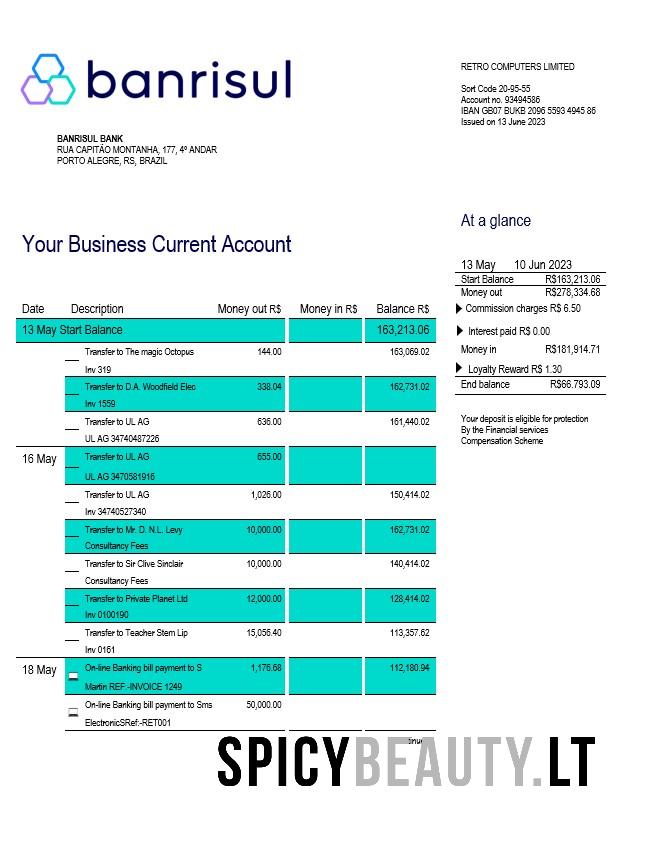 banrisul
RETRO COMPUTERS LIMITED
Sort Code 20-95-55
Account no. 93494586
IBAN GB07 BUKB 2096 5593 4945 86
Issued on 13 June 2023
BANRISUL BANK
RUA CAPITÃO MONTANHA, 177, 4º ANDAR
PORTO ALEGRE, RS, BRAZIL
At a glance
Your Business Current Account
13 May 10 Jun 2023
Start Balance R$163,213.06
Money out R$278,334.68
Commission charges R$ 6.50
Interest paid R$ 0.00
Money in R$181,914.71
Loyalty Reward R$ 1.30
End balance R$66.793.09
Your deposit is eligible for protection
By the Financial services
Compensation Scheme
Date Description Money out R$ Money in R$ Balance R$
13 May Start Balance 163,213.06
Transfer to The magic Octopus 144.00 163,069.02
Inv 319
Transfer to D.A. Woodfield Elec 338.04 162,731.02
Inv 1559
Transfer to UL AG 636.00 161,440.02
UL AG 34740487226
16 May Transfer to UL AG 655.00
UL AG 3470581916
Transfer to UL AG 1,026.00 150,414.02
Inv 34740527340
Transfer to Mr. D. N.L. Levy 10,000.00 162,731.02
Consultancy Fees
Transfer to Sir Clive Sinclair 10,000.00 140,414.02
Consultancy Fees
Transfer to Private Planet Ltd 12,000.00 128,414.02
Inv 0100190
Transfer to Teacher Stem Lip 15,056.40 113,357.62
Inv 0161
18 May On-line Banking bill payment to S 1,176.68 112,180.94
Martin REF:-INVOICE 1249
On-line Banking bill payment to Sms 50,000.00
ElectronicSRef:-RET001
SPICYBEAUTY.LT